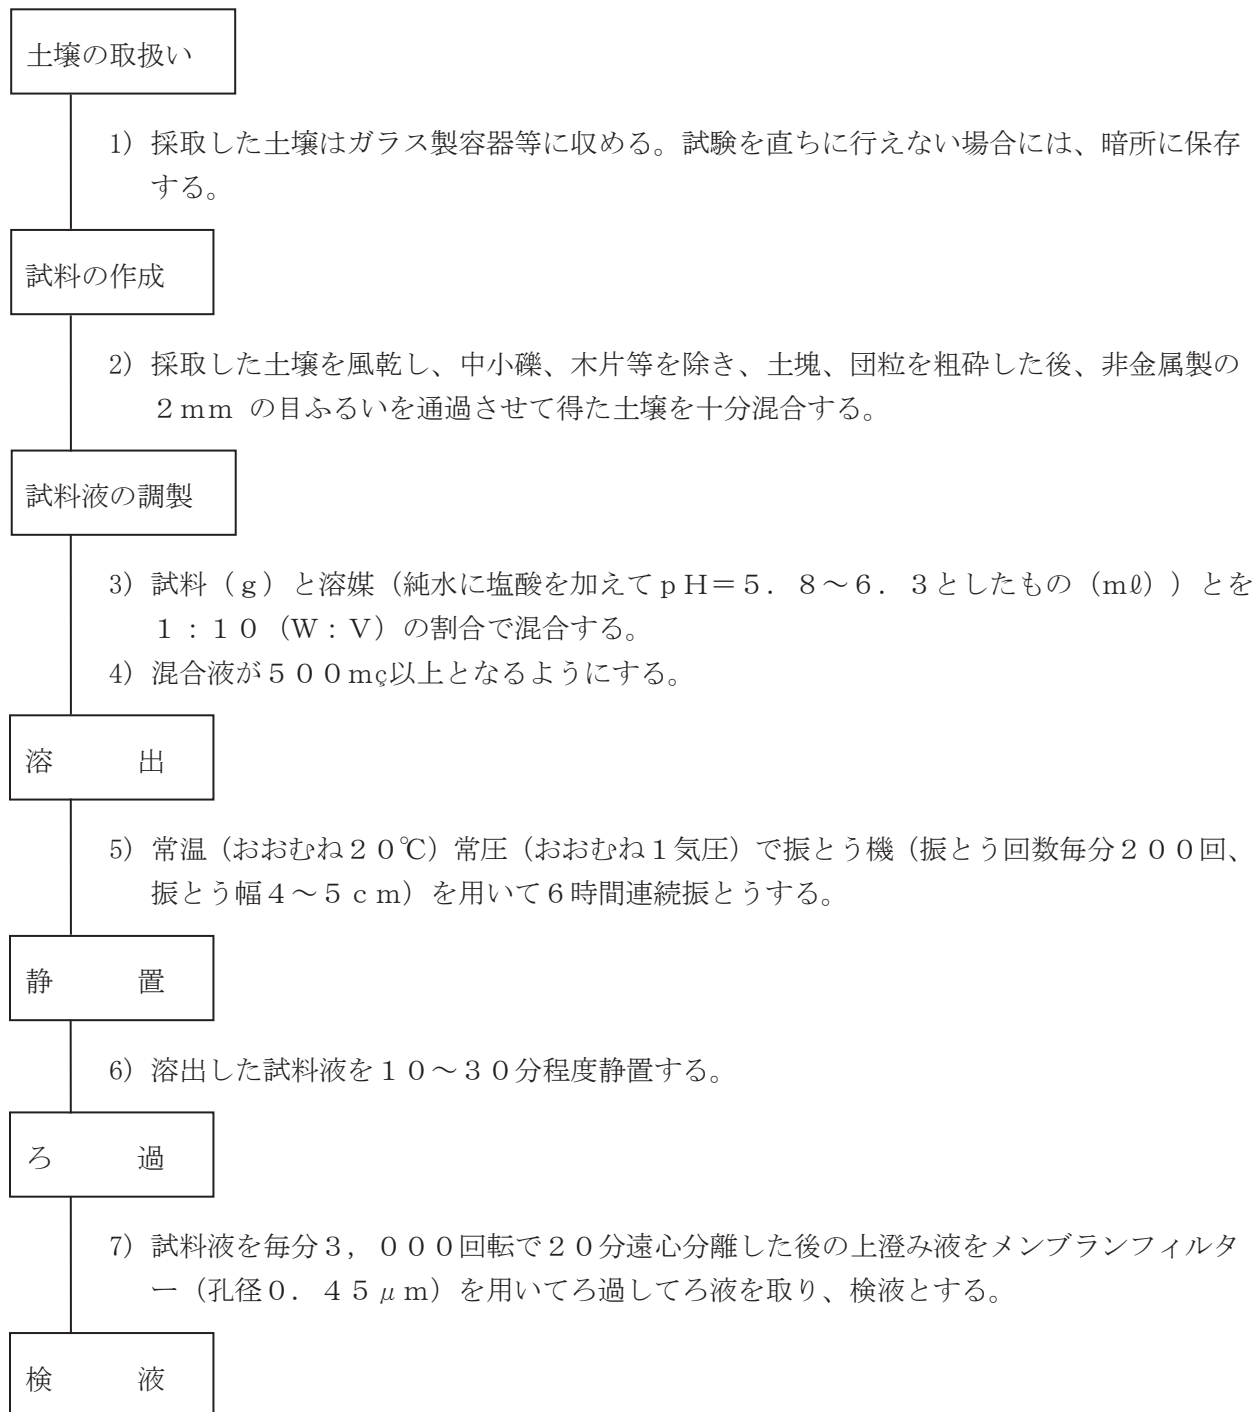 土壌の取扱い
1) 採取した土壌はガラス製容器等に収める。試験を直ちに行えない場合には、暗所に保存
する。
試料の作成
2) 採取した土壌を風乾し、中小礫、木片等を除き、土塊、団粒を粗砕した後、非金属製の
２mm の目ふるいを通過させて得た土壌を十分混合する。
試料液の調製
3) 試料（ｇ）と溶媒（純水に塩酸を加えてｐＨ＝５．８～６．３としたもの（mℓ））とを
１：１０（Ｗ：Ｖ）の割合で混合する。
4) 混合液が５００mç以上となるようにする。
溶　　出
5) 常温（おおむね２０℃）常圧（おおむね１気圧）で振とう機（振とう回数毎分２００回、
振とう幅４～５ｃｍ）を用いて６時間連続振とうする。
静　　置
6) 溶出した試料液を１０～３０分程度静置する。
ろ　　過
7) 試料液を毎分３，０００回転で２０分遠心分離した後の上澄み液をメンブランフィルタ
ー（孔径０．４５μｍ）を用いてろ過してろ液を取り、検液とする。
検　　液